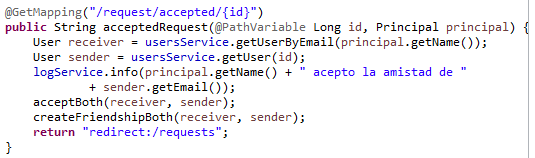 @GetMapping("/request/accepted/{id}")
public String acceptedRequest(@PathVariable Long id, Principal principal) {
User receiver = usersService.getUserByEmail(principal.getName());
User sender = usersService.getUser(id);
logService.info(principal.getName() + " acepto la amistad de "
+ sender.getEmail());
acceptBoth(receiver, sender);
createFriendshipBoth(receiver, sender);
return "redirect:/requests";
}